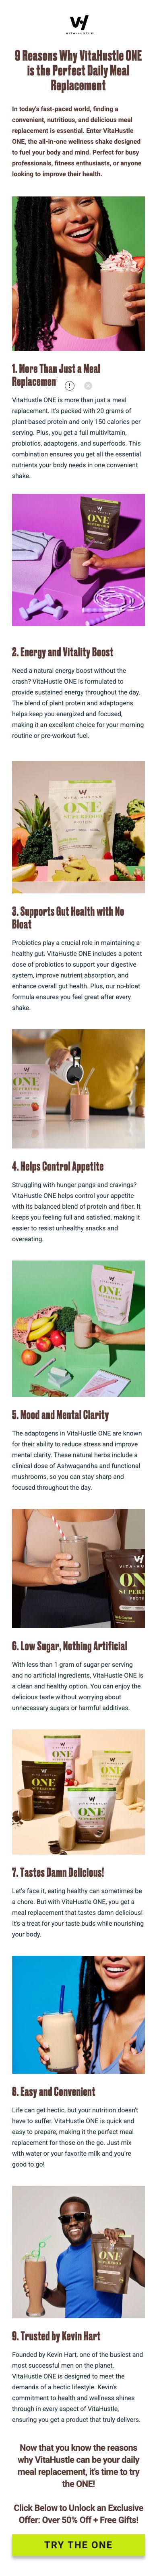 VITA·HUSTLE
9 Reasons Why VitaHustle ONE
is the Perfect Daily Meal
Replacement
In today's fast-paced world, finding a
convenient, nutritious, and delicious meal
replacement is essential. Enter VitaHustle
ONE, the all-in-one wellness shake designed
to fuel your body and mind. Perfect for busy
professionals, fitness enthusiasts, or anyone
looking to improve their health.
1. More Than Just a Meal
Replacemen
VitaHustle ONE is more than just a meal
replacement. It's packed with 20 grams of
plant-based protein and only 150 calories per
serving. Plus, you get a full multivitamin,
probiotics, adaptogens, and superfoods. This
combination ensures you get all the essential
nutrients your body needs in one convenient
shake.
ONE
2. Energy and Vitality Boost
Need a natural energy boost without the
crash? VitaHustle ONE is formulated to
provide sustained energy throughout the day.
The blend of plant protein and adaptogens
helps keep you energized and focused,
making it an excellent choice for your morning
routine or pre-workout fuel.
VITA·HUSTLE
ONE
SUPERFOOD
PROTEIN
3. Supports Gut Health with No
Bloat
Probiotics play a crucial role in maintaining a
healthy gut. VitaHustle ONE includes a potent
dose of probiotics to support your digestive
system, improve nutrient absorption, and
enhance overall gut health. Plus, our no-bloat
formula ensures you feel great after every
shake.
ONE
4. Helps Control Appetite
Struggling with hunger pangs and cravings?
VitaHustle ONE helps control your appetite
with its balanced blend of protein and fiber. It
keeps you feeling full and satisfied, making it
easier to resist unhealthy snacks and
overeating.
ONE
5. Mood and Mental Clarity
The adaptogens in VitaHustle ONE are known
for their ability to reduce stress and improve
mental clarity. These natural herbs include a
clinical dose of Ashwagandha and functional
mushrooms, so you can stay sharp and
focused throughout the day.
VITA·HU
ON
SUPERFO
PROTE
6. Low Sugar, Nothing Artificial
With less than 1 gram of sugar per serving
and no artificial ingredients, VitaHustle ONE is
a clean and healthy option. You can enjoy the
delicious taste without worrying about
unnecessary sugars or harmful additives.
ONE
ONE
ONE
ONE
7. Tastes Damn Delicious!
Let's face it, eating healthy can sometimes be
a chore. But with VitaHustle ONE, you get a
meal replacement that tastes damn delicious!
It's a treat for your taste buds while nourishing
your body.
8. Easy and Convenient
Life can get hectic, but your nutrition doesn't
have to suffer. VitaHustle ONE is quick and
easy to prepare, making it the perfect meal
replacement for those on the go. Just mix
with water or your favorite milk and you're
good to go!
ONE
9. Trusted by Kevin Hart
Founded by Kevin Hart, one of the busiest and
most successful men on the planet,
VitaHustle ONE is designed to meet the
demands of a hectic lifestyle. Kevin's
commitment to health and wellness shines
through in every aspect of VitaHustle,
ensuring you get a product that truly delivers.
Now that you know the reasons
why VitaHustle can be your daily
meal replacement, it's time to try
the ONE!
Click Below to Unlock an Exclusive
Offer: Over 50% Off + Free Gifts!
TRY THE ONE